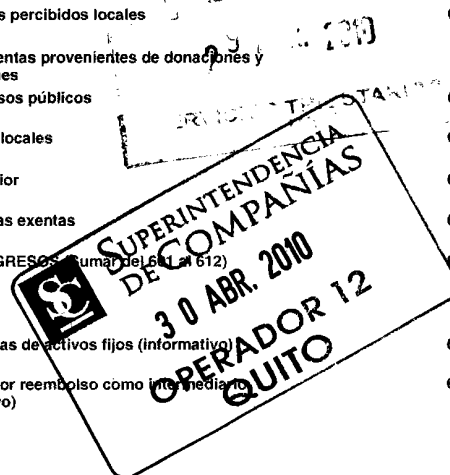 s percibidos locales
entas provenientes de donaciones y
es
sos públicos
locales
ior
as exentas
GRESOS (Sumar del 601 al 612)
SC
SUPERINTENDENCIA
DE COMPAÑÍAS
30 ABR. 2010
OPERADOR 12
QUITO
as de activos fijos (informativo)
or reembolso como intermediario
o)